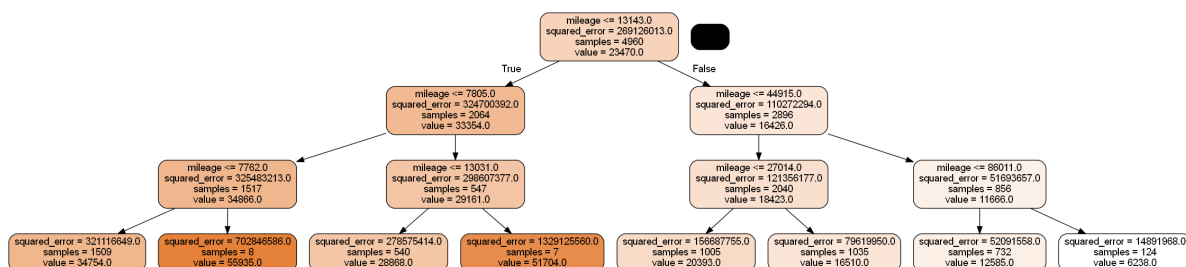 mileage <= 13143.0
squared_error = 269126013.0
samples = 4960
value = 23470.0
True
False
mileage <= 7805.0
squared_error = 324700392.0
samples = 2064
value = 33354.0
mileage <= 44915.0
squared_error = 110272294.0
samples = 2896
value = 16426.0
mileage <= 7762.0
squared_error = 325483213.0
samples = 1517
value = 34866.0
mileage <= 13031.0
squared_error = 298607377.0
samples = 547
value = 29161.0
mileage <= 27014.0
squared_error = 121356177.0
samples = 2040
value = 18423.0
mileage <= 86011.0
squared_error = 51693657.0
samples = 856
value = 11666.0
squared_error = 321116649.0
samples = 1509
value = 34754.0
squared_error = 702846586.0
samples = 8
value = 55935.0
squared_error = 278575414.0
samples = 540
value = 28868.0
squared_error = 1329125560.0
samples = 7
value = 51704.0
squared_error = 156687755.0
samples = 1005
value = 20393.0
squared_error = 79619950.0
samples = 1035
value = 16510.0
squared_error = 52091558.0
samples = 732
value = 12585.0
squared_error = 14891968.0
samples = 124
value = 6238.0